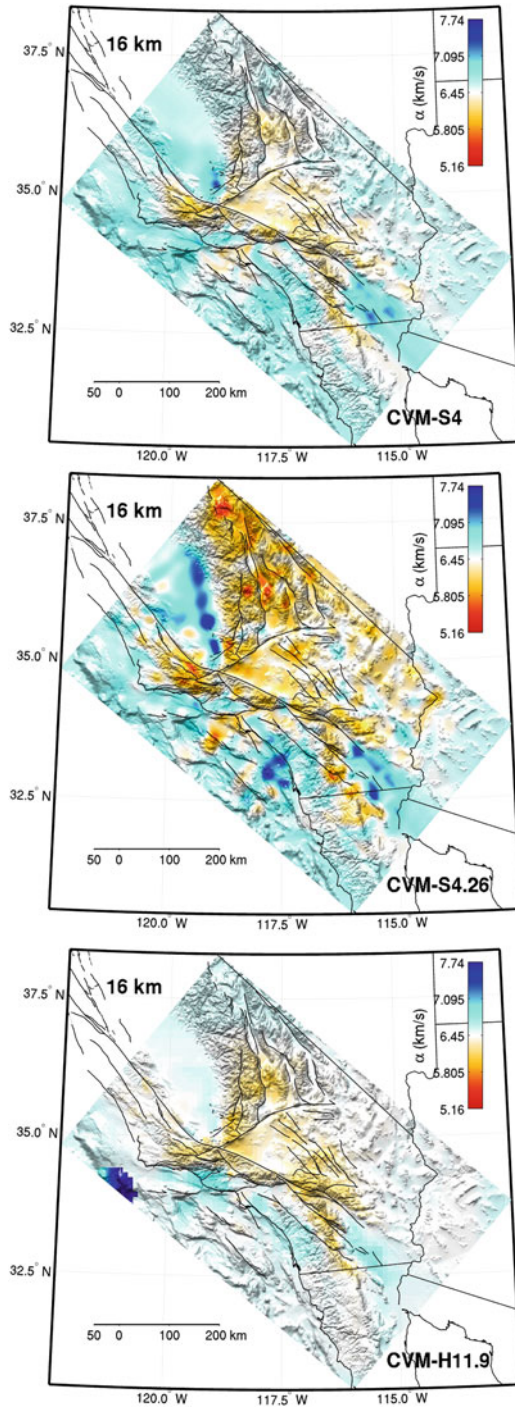 16 km
7.74
37.5° N
7.095
6.45
α (km/s)
5.805
35.0° N
5.16
32.5° N
50 0 100 200 km
CVM-S4
120.0° W 117.5° W 115.0° W
16 km
7.74
37.5° N
7.095
6.45
α (km/s)
5.805
35.0° N
5.16
32.5° N
50 0 100 200 km
CVM-S4.26
120.0° W 117.5° W 115.0° W
16 km
7.74
37.5° N
7.095
6.45
α (km/s)
5.805
35.0° N
5.16
32.5° N
50 0 100 200 km
CVM-H11.9
120.0° W 117.5° W 115.0° W